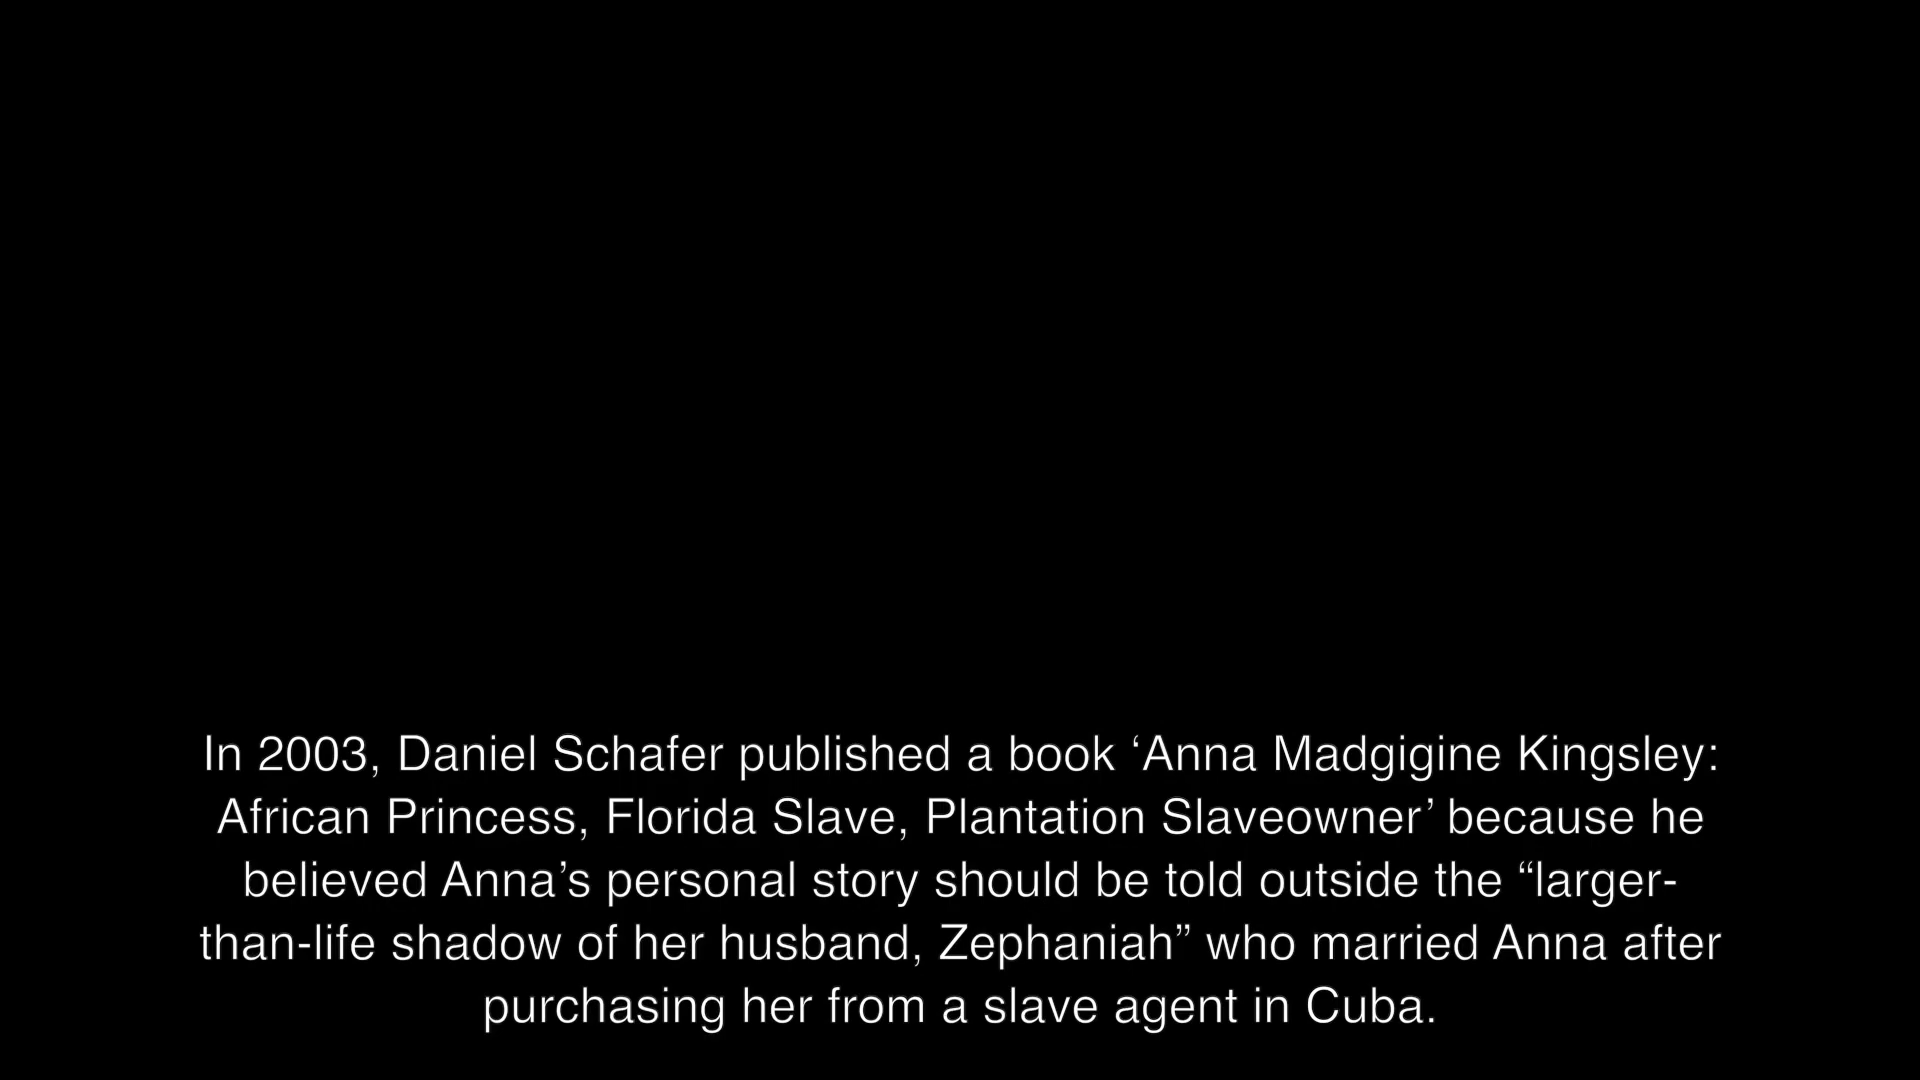 In 2003, Daniel Schafer published a book ‘Anna Madgigine Kingsley:
African Princess, Florida Slave, Plantation Slaveowner’ because he
believed Anna’s personal story should be told outside the “larger-
than-life shadow of her husband, Zephaniah” who married Anna after
purchasing her from a slave agent in Cuba.